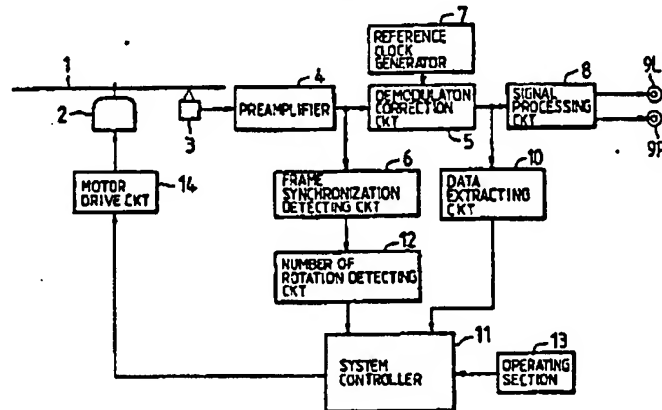 7
REFERENCE
CLOCK
GENERATOR
1
4
8
9L
PREAMPLIFIER
DEMODULATON
CORRECTION
CKT
SIGNAL
PROCESSING
CKT
2
3
5
9R
6
10
MOTOR
DRIVE CKT
14
FRAME
SYNCHRONIZATION
DETECTING CKT
DATA
EXTRACTING
CKT
12
NUMBER OF
ROTATION DETECTING
CKT
11
13
SYSTEM
CONTROLLER
OPERATING
SECTION